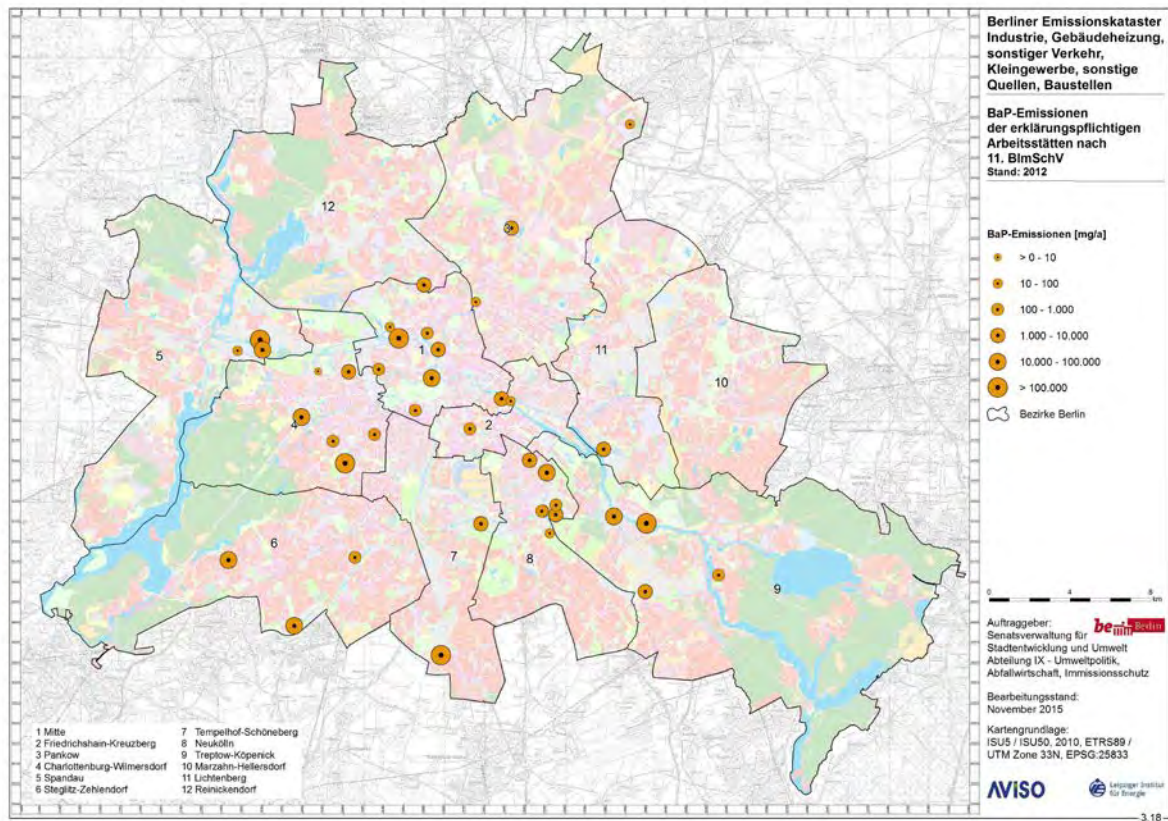 Berliner Emissionskataster
Industrie, Gebäudeheizung,
sonstiger Verkehr,
Kleingewerbe, sonstige
Quellen, Baustellen
BaP-Emissionen
der erklärungspflichtigen
Arbeitsstätten nach
11. BImSchV
Stand: 2012
BaP-Emissionen [mg/a]
> 0 - 10
10 - 100
100 - 1.000
1.000 - 10.000
10.000 - 100.000
> 100.000
Bezirke Berlin
12
3
5
1
11
10
4
2
6
7
8
9
0 4 8
km
Auftraggeber:
Senatsverwaltung für
Stadtentwicklung und Umwelt
Abteilung IX - Umweltpolitik,
Abfallwirtschaft, Immissionsschutz
be Berlin
Bearbeitungsstand:
November 2015
Kartengrundlage:
ISU5 / ISU50, 2010, ETRS89 /
UTM Zone 33N, EPSG:25833
AVISO
Leipziger Institut
für Energie
1 Mitte
2 Friedrichshain-Kreuzberg
3 Pankow
4 Charlottenburg-Wilmersdorf
5 Spandau
6 Steglitz-Zehlendorf
7 Tempelhof-Schöneberg
8 Neukölln
9 Treptow-Köpenick
10 Marzahn-Hellersdorf
11 Lichtenberg
12 Reinickendorf
3.18